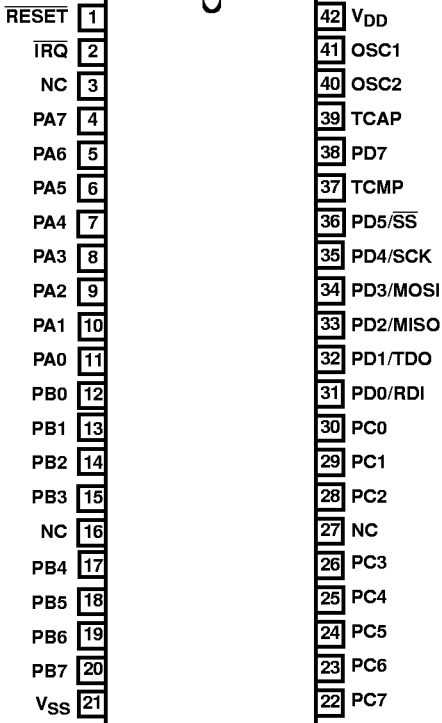 RESET 1 42 VDD
IRQ 2 41 OSC1
NC 3 40 OSC2
PA7 4 39 TCAP
PA6 5 38 PD7
PA5 6 37 TCMP
PA4 7 36 PD5/SS
PA3 8 35 PD4/SCK
PA2 9 34 PD3/MOSI
PA1 10 33 PD2/MISO
PA0 11 32 PD1/TDO
PB0 12 31 PD0/RDI
PB1 13 30 PC0
PB2 14 29 PC1
PB3 15 28 PC2
NC 16 27 NC
PB4 17 26 PC3
PB5 18 25 PC4
PB6 19 24 PC5
PB7 20 23 PC6
VSS 21 22 PC7